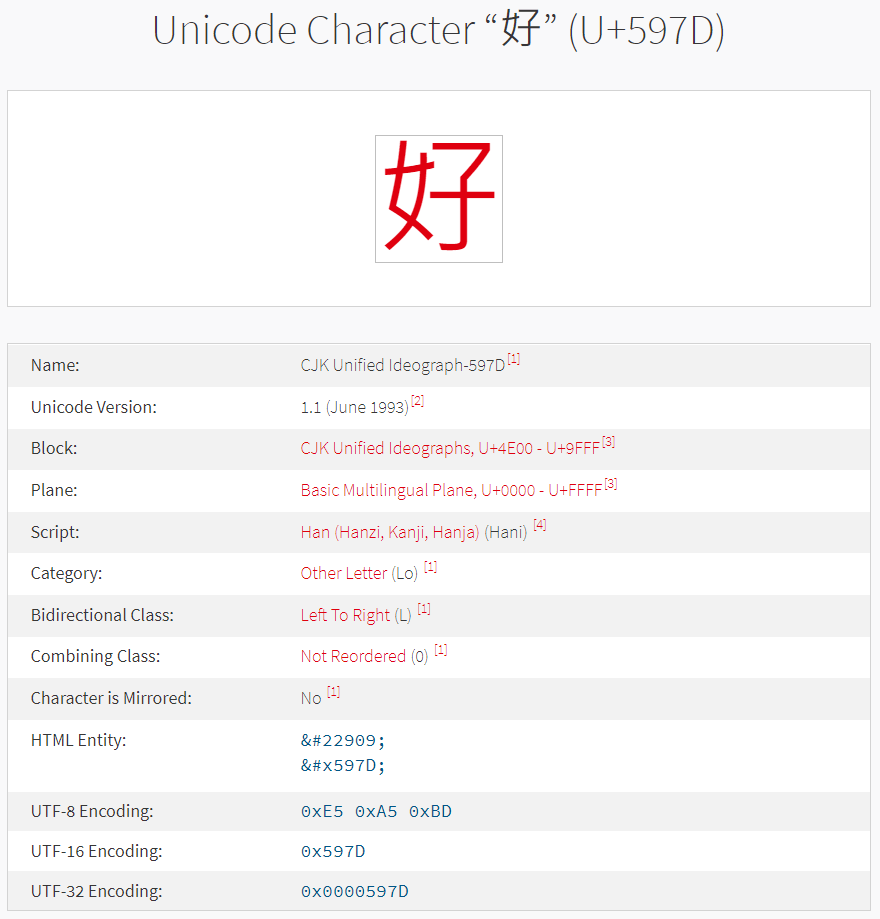 Unicode Character “好” (U+597D)
好
Name: CJK Unified Ideograph-597D[1]
Unicode Version: 1.1 (June 1993)[2]
Block: CJK Unified Ideographs, U+4E00 - U+9FFF[3]
Plane: Basic Multilingual Plane, U+0000 - U+FFFF[3]
Script: Han (Hanzi, Kanji, Hanja) (Hani) [4]
Category: Other Letter (Lo) [1]
Bidirectional Class: Left To Right (L) [1]
Combining Class: Not Reordered (0) [1]
Character is Mirrored: No [1]
HTML Entity: &#22909;
&#x597D;
UTF-8 Encoding: 0xE5 0xA5 0xBD
UTF-16 Encoding: 0x597D
UTF-32 Encoding: 0x0000597D